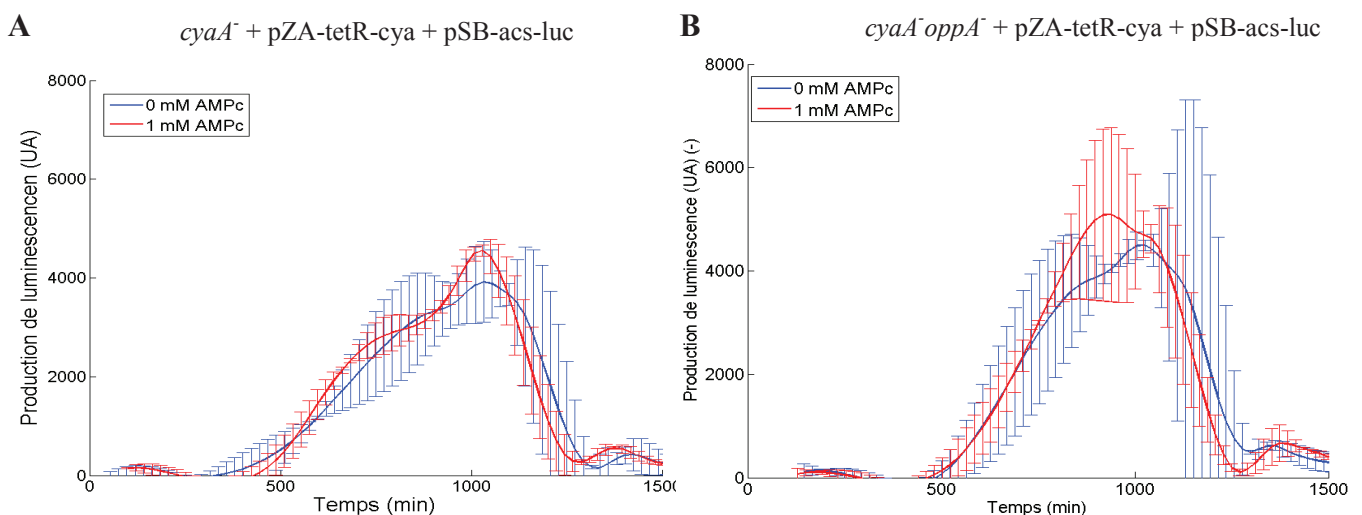 A
cyaA⁻ + pZA-tetR-cya + pSB-acs-luc
8000
6000
4000
2000
0
0 mM AMPc
1 mM AMPc
Production de luminescencen (UA)
0
500
1000
1500
Temps (min)
B
cyaA⁻oppA⁻ + pZA-tetR-cya + pSB-acs-luc
8000
6000
4000
2000
0
0 mM AMPc
1 mM AMPc
Production de luminescence (UA) (-)
0
500
1000
1500
Temps (min)